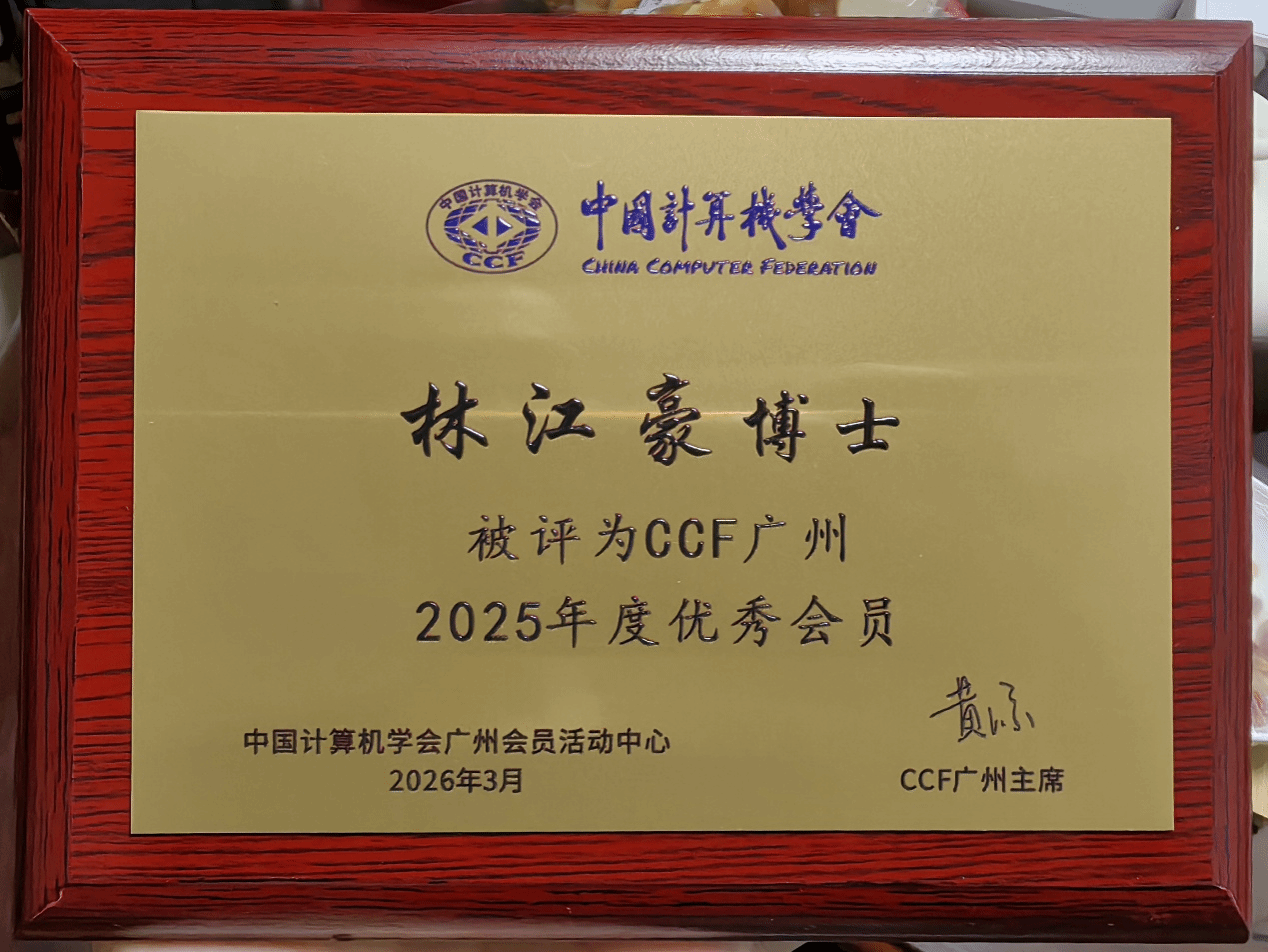 中国计算机学会
CCF
中国計算機學會
CHINA COMPUTER FEDERATION
林江豪博士
被评为CCF广州
2025年度优秀会员
中国计算机学会广州会员活动中心
2026年3月
CCF广州主席